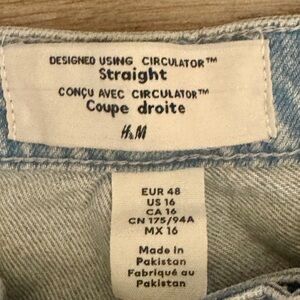 DESIGNED USING CIRCULATOR™
Straight
CONÇU AVEC CIRCULATOR™
Coupe droite
H&M
EUR 48
US 16
CA 16
CN 175/94A
MX 16
Made in
Pakistan
Fabriqué au
Pakistan